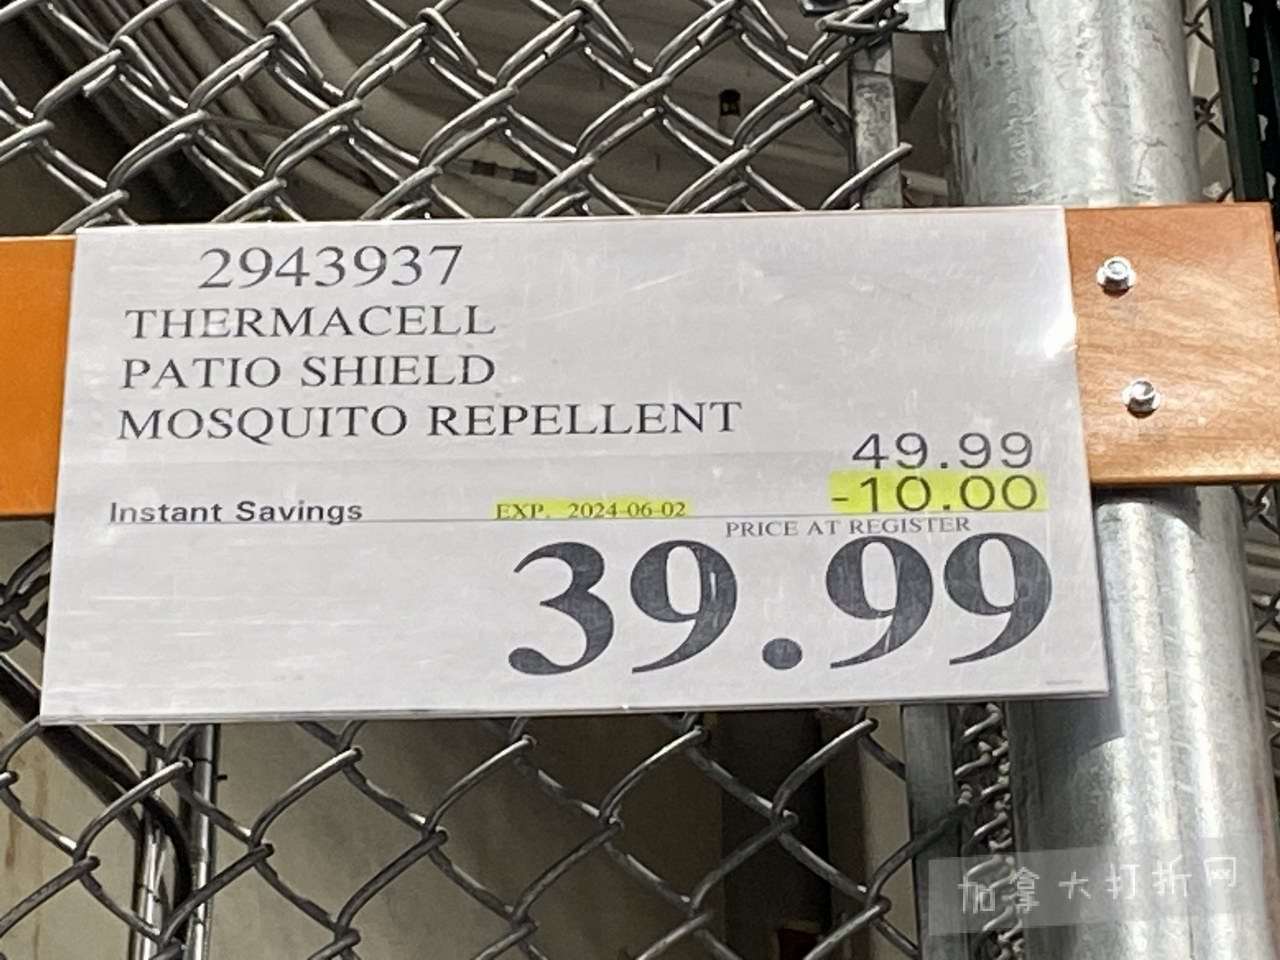 2943937
THERMACELL
PATIO SHIELD
MOSQUITO REPELLENT
49.99
Instant Savings EXP. 2024-06-02 -10.00
PRICE AT REGISTER
39.99
加拿大打折网